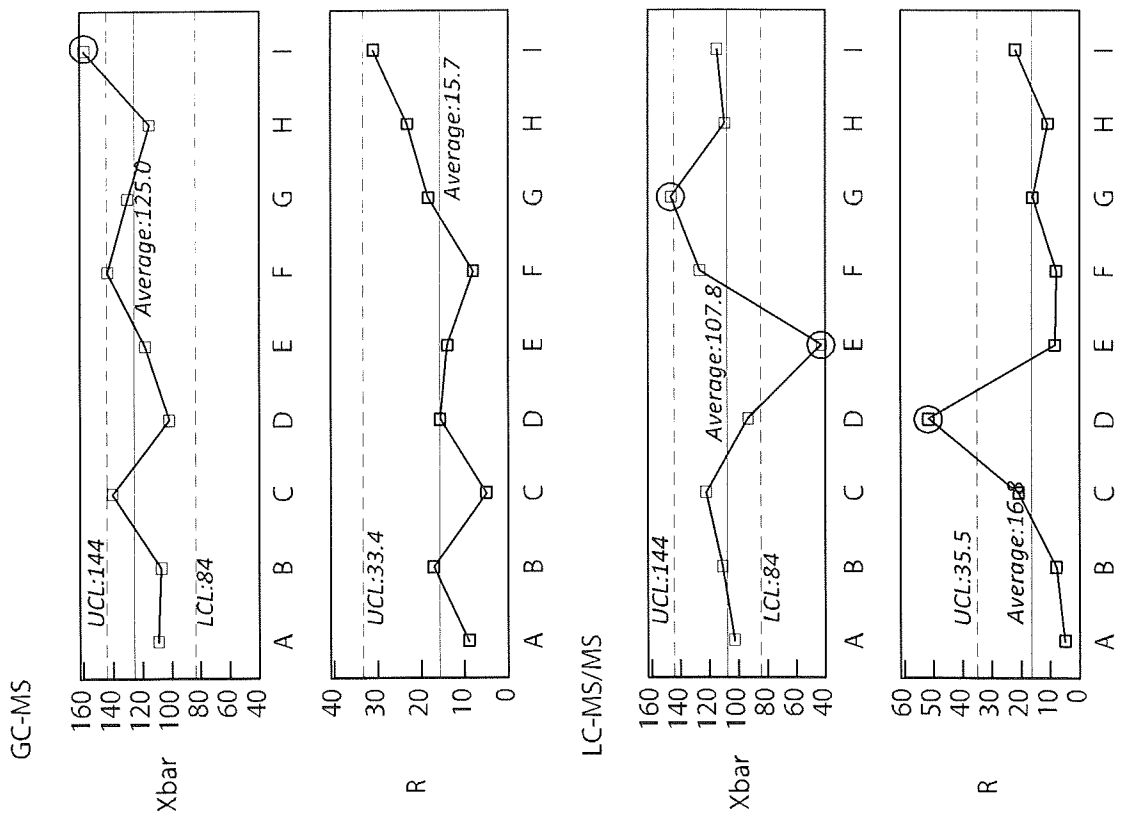 GC-MS
Xbar
160
140
120
100
80
60
40
UCL:144
Average:125.0
LCL:84
A B C D E F G H I
R
40
30
20
10
0
UCL:33.4
Average:15.7
A B C D E F G H I
LC-MS/MS
Xbar
160
140
120
100
80
60
40
UCL:144
Average:107.8
LCL:84
A B C D E F G H I
R
60
50
40
30
20
10
0
UCL:35.5
Average:16.8
A B C D E F G H I